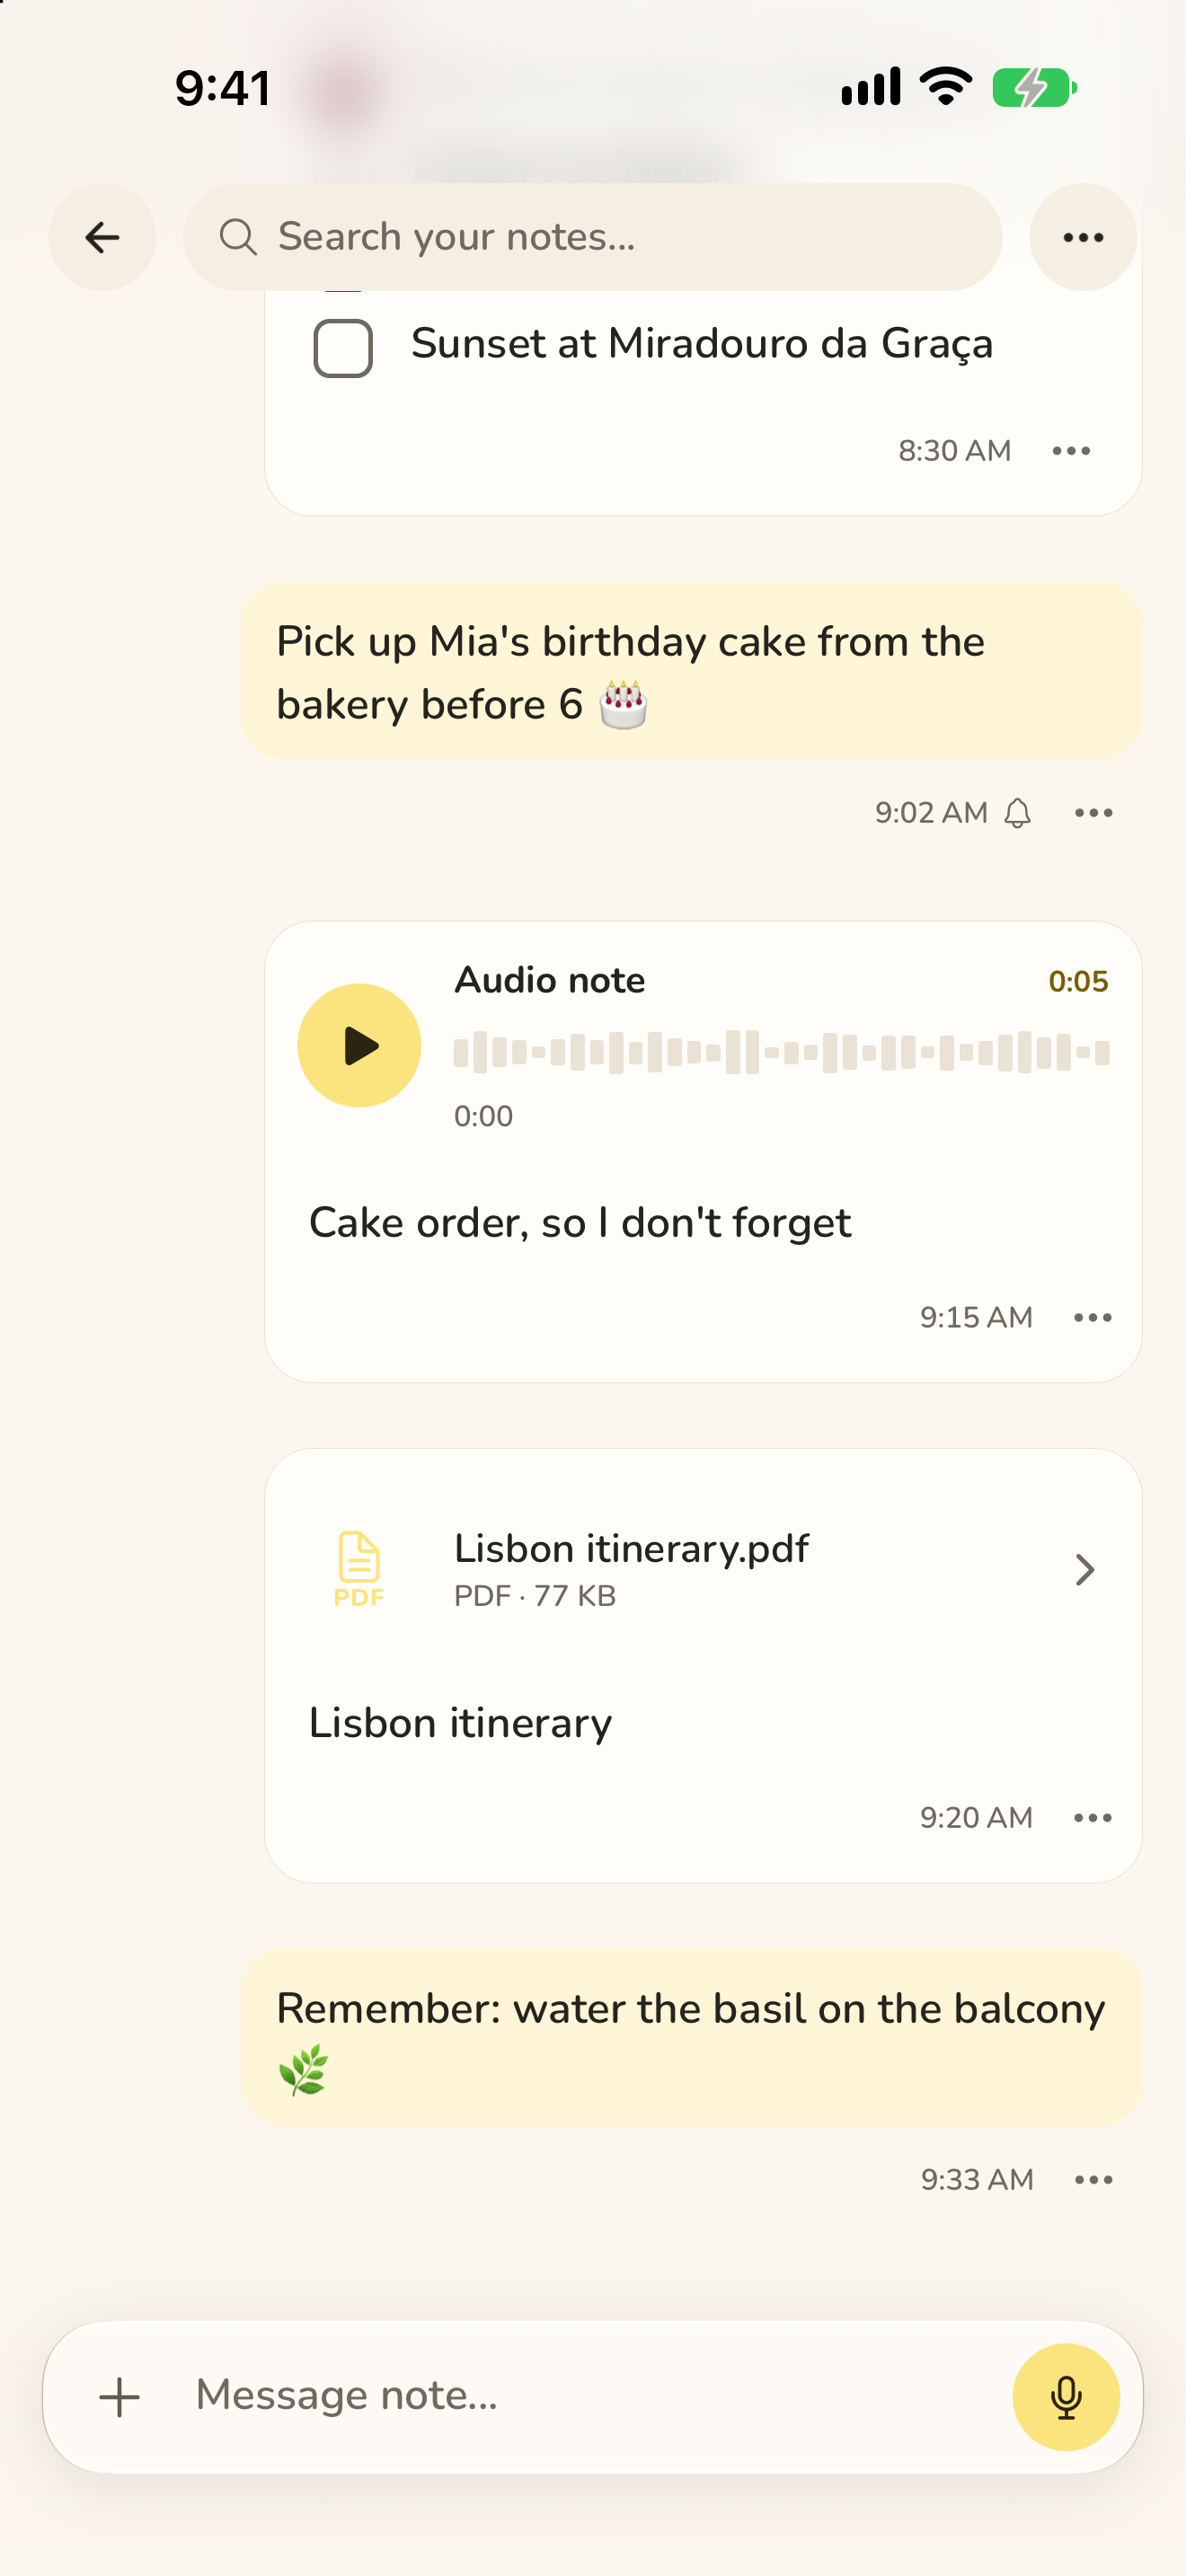 9:41
Search your notes...
Sunset at Miradouro da Graça
8:30 AM
Pick up Mia's birthday cake from the
bakery before 6 🎂
9:02 AM
Audio note
0:05
0:00
Cake order, so I don't forget
9:15 AM
Lisbon itinerary.pdf
PDF
PDF · 77 KB
Lisbon itinerary
9:20 AM
Remember: water the basil on the balcony
🌿
9:33 AM
Message note...